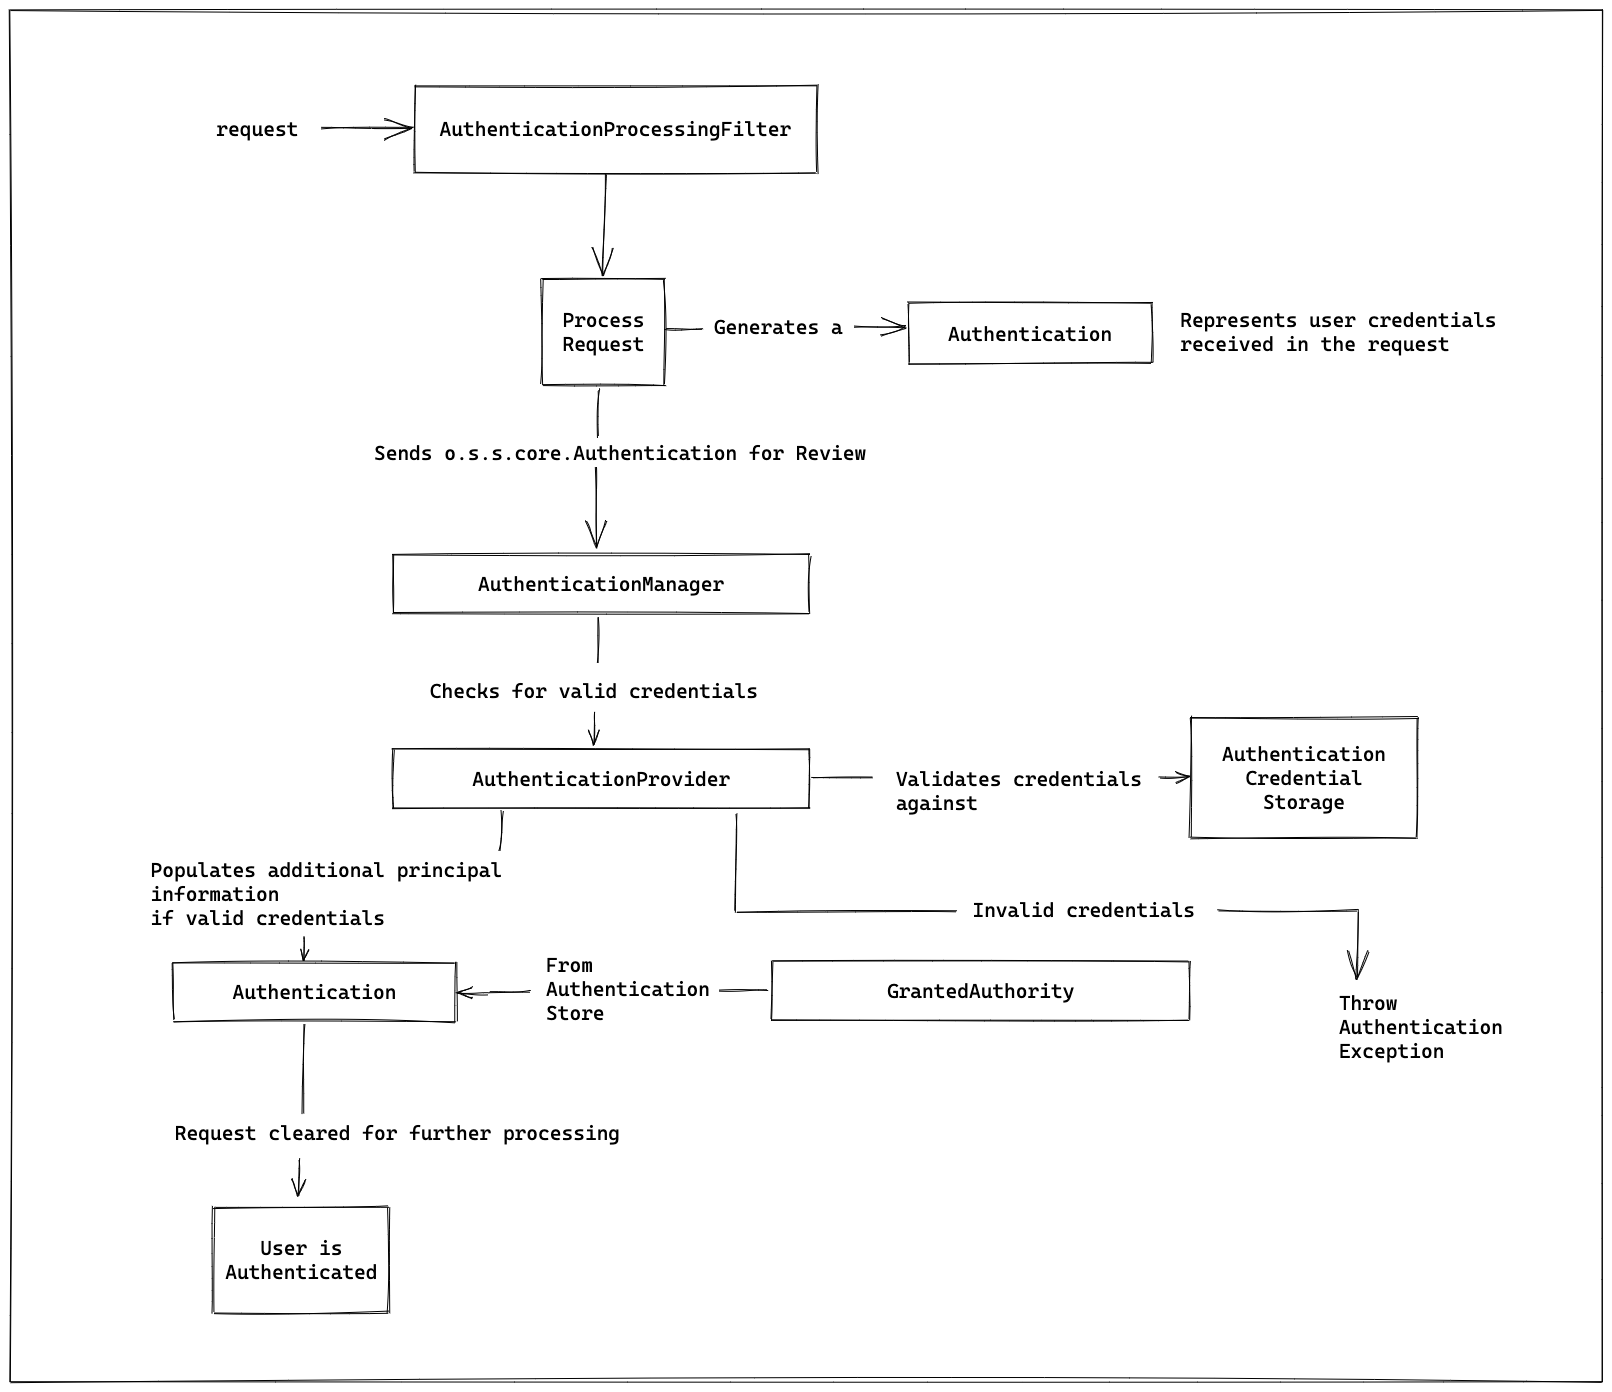 request
AuthenticationProcessingFilter
Process
Request
Generates a
Authentication
Represents user credentials
received in the request
Sends o.s.s.core.Authentication for Review
AuthenticationManager
Checks for valid credentials
AuthenticationProvider
Validates credentials
against
Authentication
Credential
Storage
Populates additional principal
information
if valid credentials
Invalid credentials
Authentication
From
Authentication
Store
GrantedAuthority
Throw
Authentication
Exception
Request cleared for further processing
User is
Authenticated